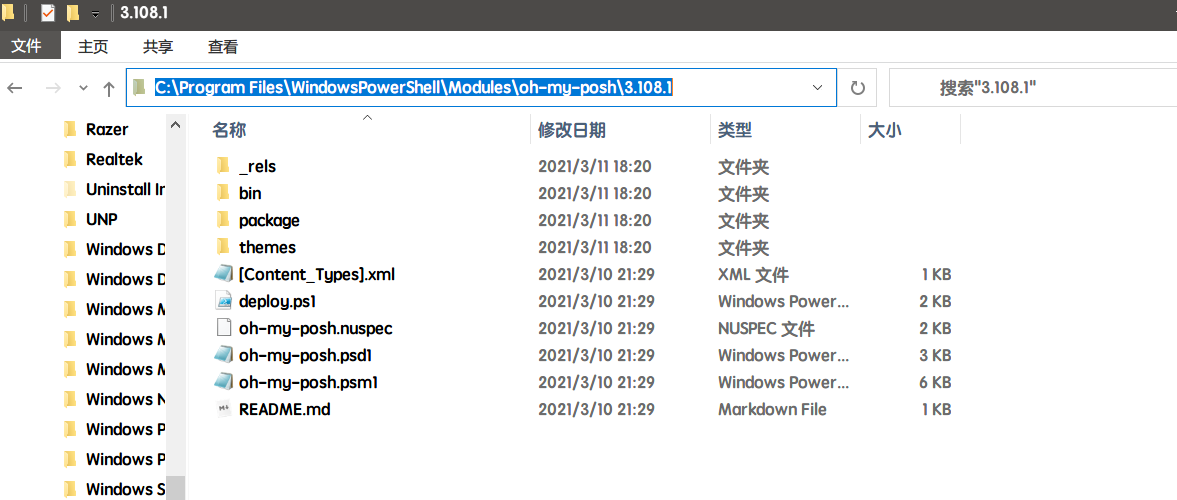 3.108.1
文件 主页 共享 查看
C:\Program Files\WindowsPowerShell\Modules\oh-my-posh\3.108.1 搜索"3.108.1"
Razer
Realtek
Uninstall In
UNP
Windows D
Windows D
Windows M
Windows M
Windows M
Windows N
Windows P
Windows P
Windows S
名称 修改日期 类型 大小
_rels 2021/3/11 18:20 文件夹
bin 2021/3/11 18:20 文件夹
package 2021/3/11 18:20 文件夹
themes 2021/3/11 18:20 文件夹
[Content_Types].xml 2021/3/10 21:29 XML 文件 1 KB
deploy.ps1 2021/3/10 21:29 Windows Power... 2 KB
oh-my-posh.nuspec 2021/3/10 21:29 NUSPEC 文件 2 KB
oh-my-posh.psd1 2021/3/10 21:29 Windows Power... 3 KB
oh-my-posh.psm1 2021/3/10 21:29 Windows Power... 6 KB
README.md 2021/3/10 21:29 Markdown File 1 KB